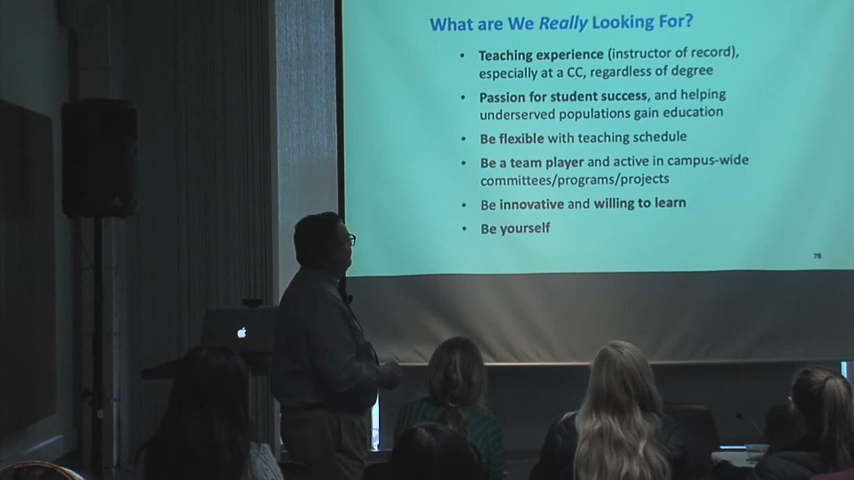 What are We Really Looking For?
• Teaching experience (instructor of record),
especially at a CC, regardless of degree
• Passion for student success, and helping
underserved populations gain education
• Be flexible with teaching schedule
• Be a team player and active in campus-wide
committees/programs/projects
• Be innovative and willing to learn
• Be yourself
78